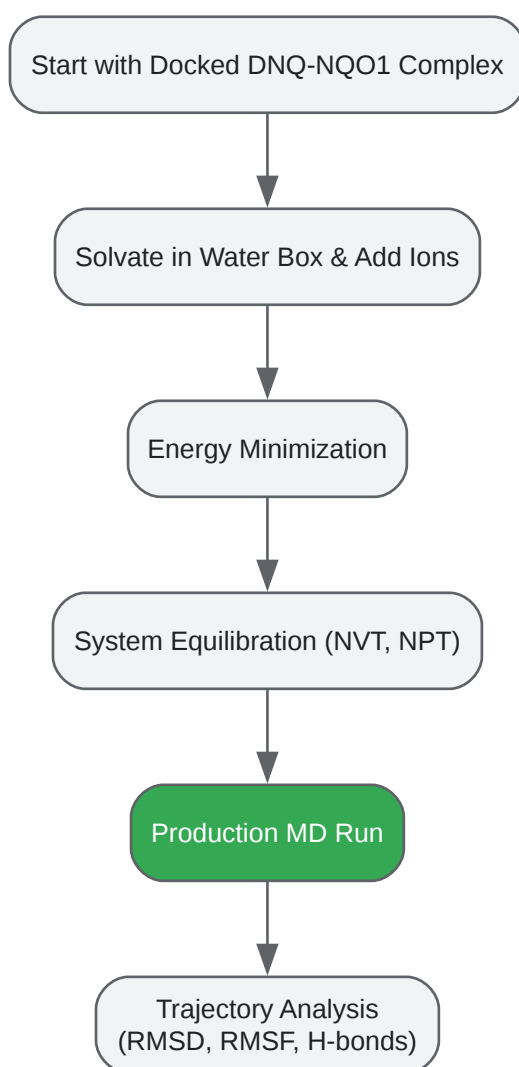 Start with Docked DNQ-NQO1 Complex
Solvate in Water Box & Add Ions
Energy Minimization
System Equilibration (NVT, NPT)
Production MD Run
Trajectory Analysis
(RMSD, RMSF, H-bonds)